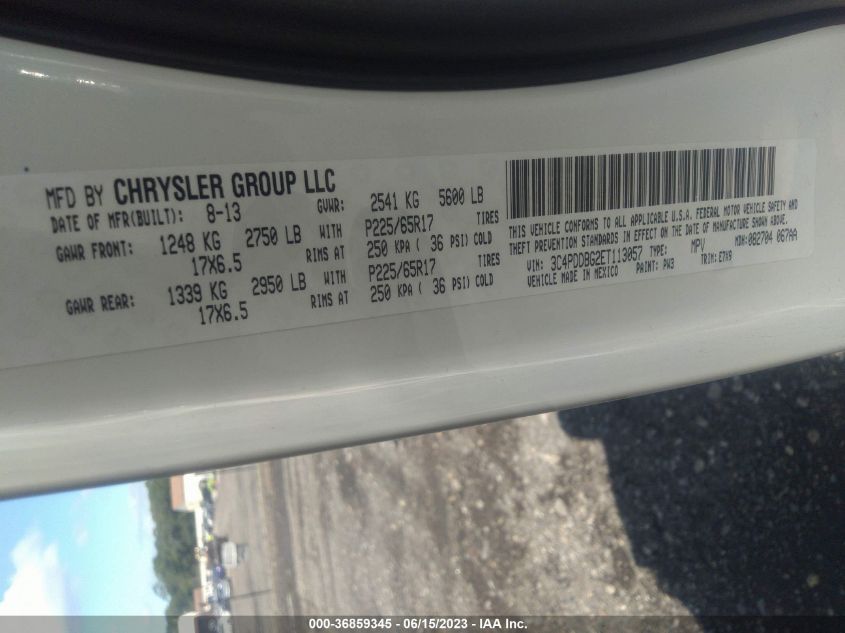 MFD BY CHRYSLER GROUP LLC
DATE OF MFR(BUILT): 8-13 GVWR: 2541 KG 5600 LB
GAWR FRONT: 1248 KG 2750 LB WITH P225/65R17 TIRES
17X6.5 RIMS AT 250 KPA ( 36 PSI) COLD
GAWR REAR: 1339 KG 2950 LB WITH P225/65R17 TIRES
17X6.5 RIMS AT 250 KPA ( 36 PSI) COLD
THIS VEHICLE CONFORMS TO ALL APPLICABLE U.S.A. FEDERAL MOTOR VEHICLE SAFETY AND
THEFT PREVENTION STANDARDS IN EFFECT ON THE DATE OF MANUFACTURE SHOWN ABOVE
VIN: 3C4PDDBG2ET113057 TYPE: MPV MDH:082704 067AA
VEHICLE MADE IN MEXICO PAINT: PW3 TRIM: E7X9
000-36859345 - 06/15/2023 - IAA Inc.